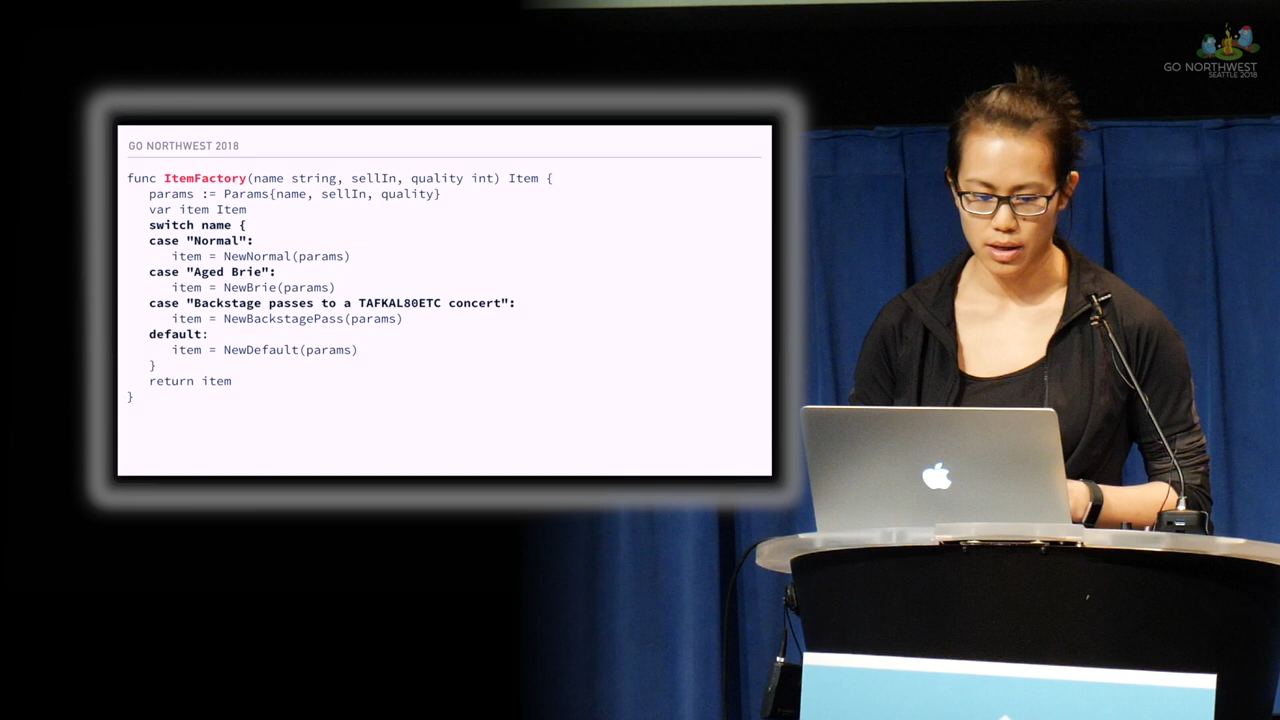 GO NORTHWEST
SEATTLE 2018
GO NORTHWEST 2018
func ItemFactory(name string, sellIn, quality int) Item {
params := Params{name, sellIn, quality}
var item Item
switch name {
case "Normal":
item = NewNormal(params)
case "Aged Brie":
item = NewBrie(params)
case "Backstage passes to a TAFKAL80ETC concert":
item = NewBackstagePass(params)
default:
item = NewDefault(params)
}
return item
}